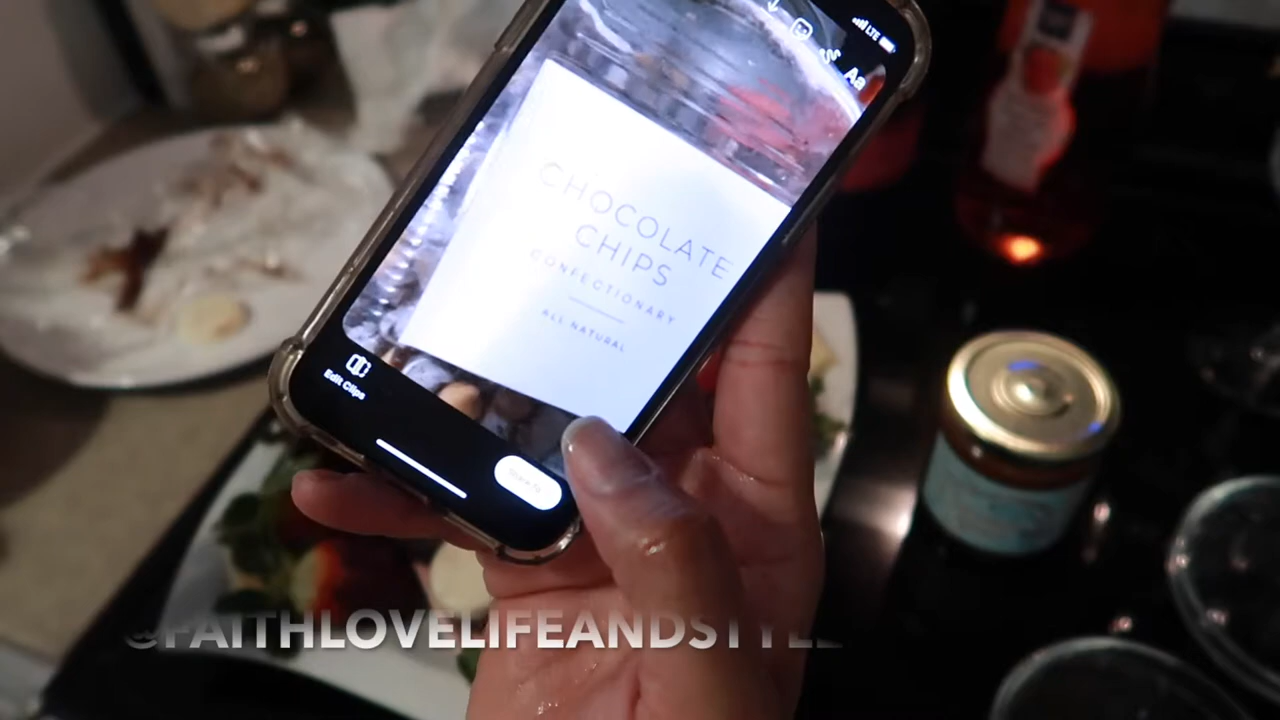 LTE
Aa
CHOCOLATE
CHIPS
CONFECTIONARY
ALL NATURAL
Edit Clips
@FAITHLOVELIFEANDSTYLE